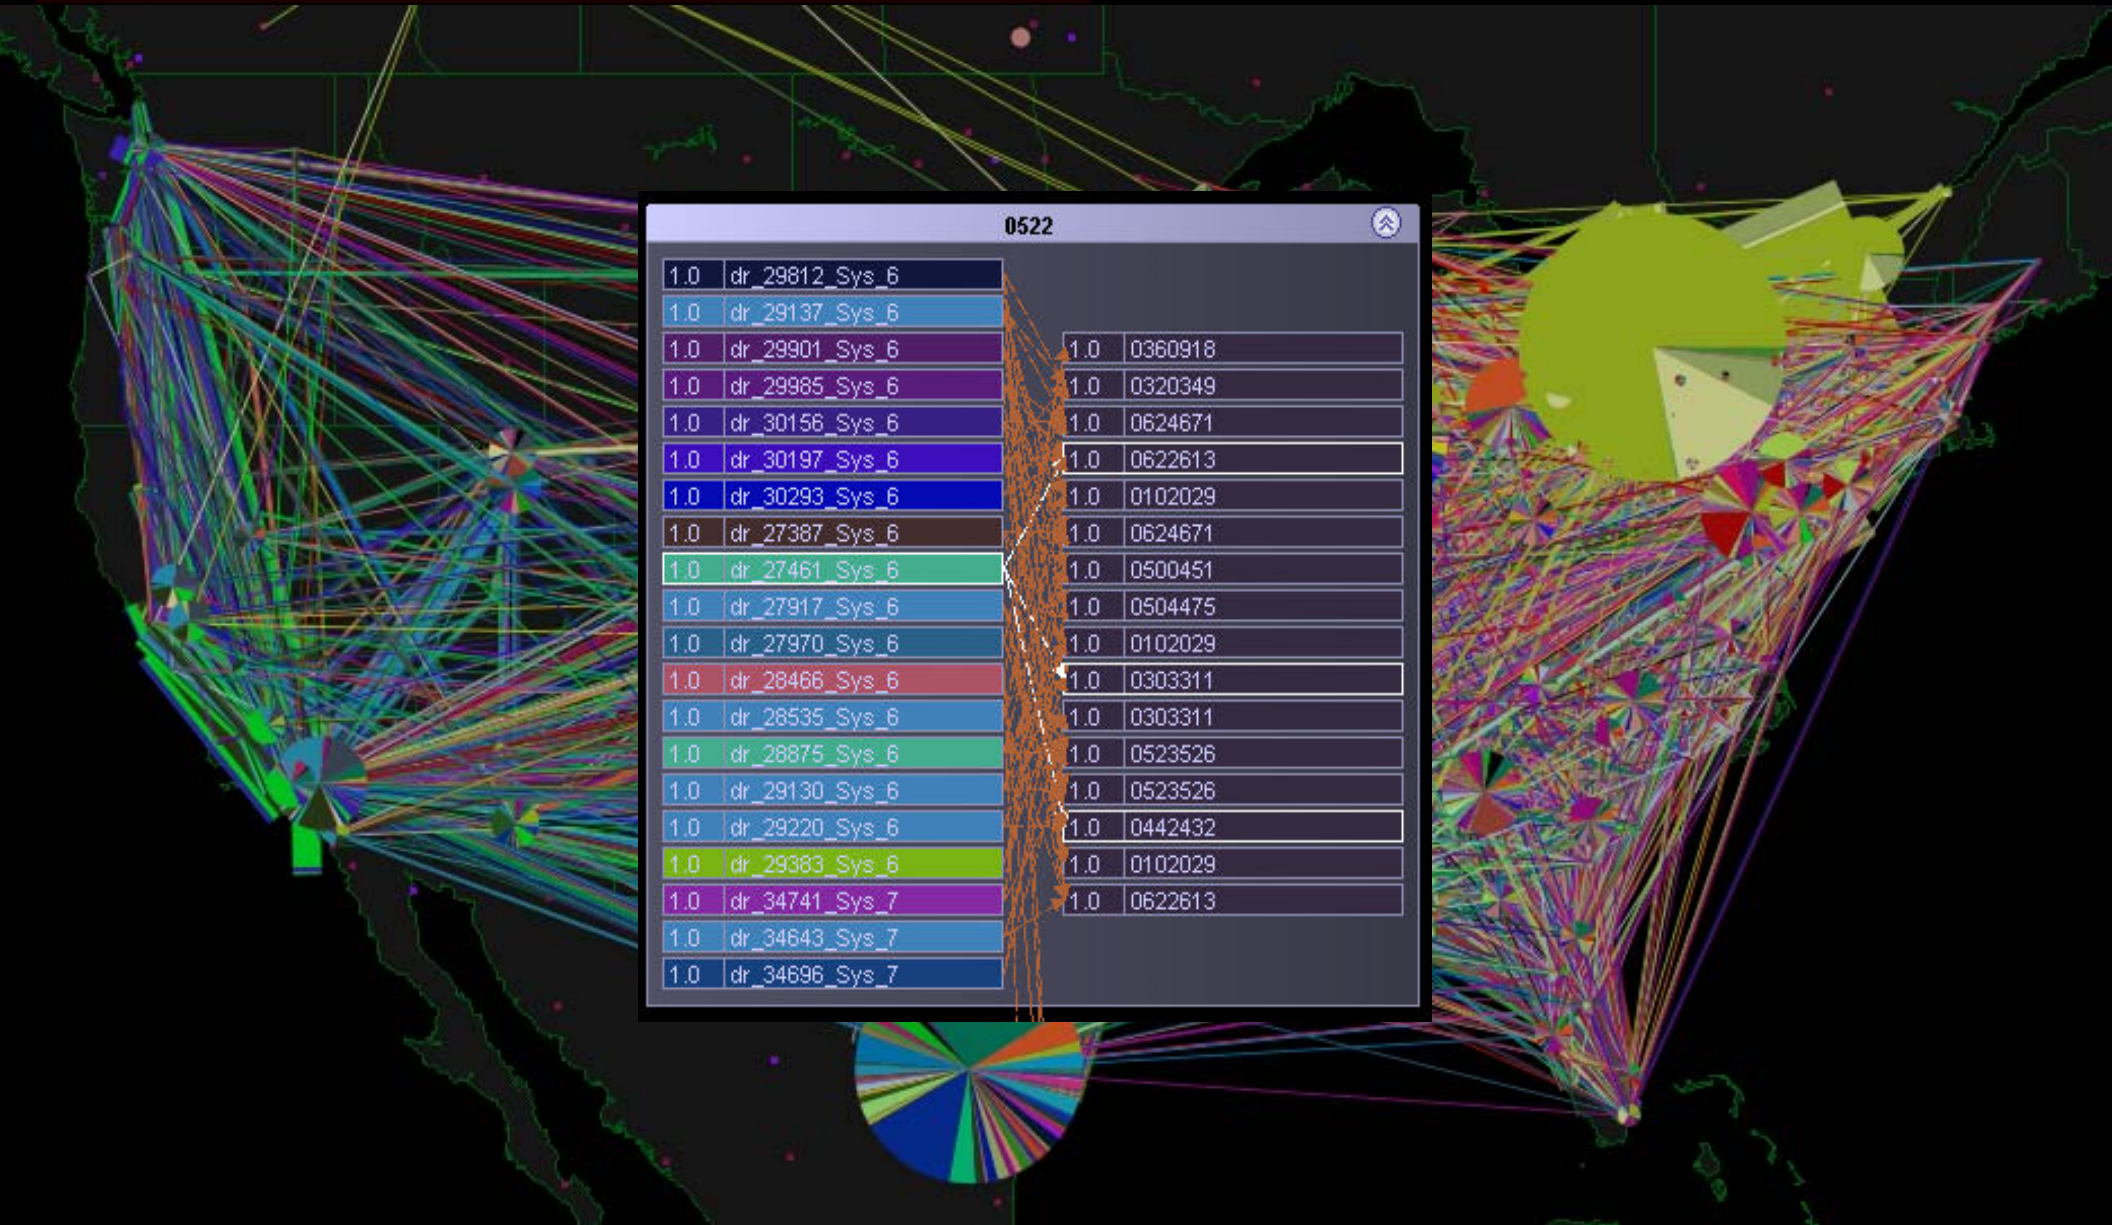 0522
1.0 dr_29812_Sys_6
1.0 dr_29137_Sys_6
1.0 dr_29901_Sys_6
1.0 dr_29985_Sys_6
1.0 dr_30156_Sys_6
1.0 dr_30197_Sys_6
1.0 dr_30293_Sys_6
1.0 dr_27387_Sys_6
1.0 dr_27461_Sys_6
1.0 dr_27917_Sys_6
1.0 dr_27970_Sys_6
1.0 dr_28466_Sys_6
1.0 dr_28535_Sys_6
1.0 dr_28875_Sys_6
1.0 dr_29130_Sys_6
1.0 dr_29220_Sys_6
1.0 dr_29383_Sys_6
1.0 dr_34741_Sys_7
1.0 dr_34643_Sys_7
1.0 dr_34696_Sys_7
1.0 0360918
1.0 0320349
1.0 0624671
1.0 0622613
1.0 0102029
1.0 0624671
1.0 0500451
1.0 0504475
1.0 0102029
1.0 0303311
1.0 0303311
1.0 0523526
1.0 0523526
1.0 0442432
1.0 0102029
1.0 0622613